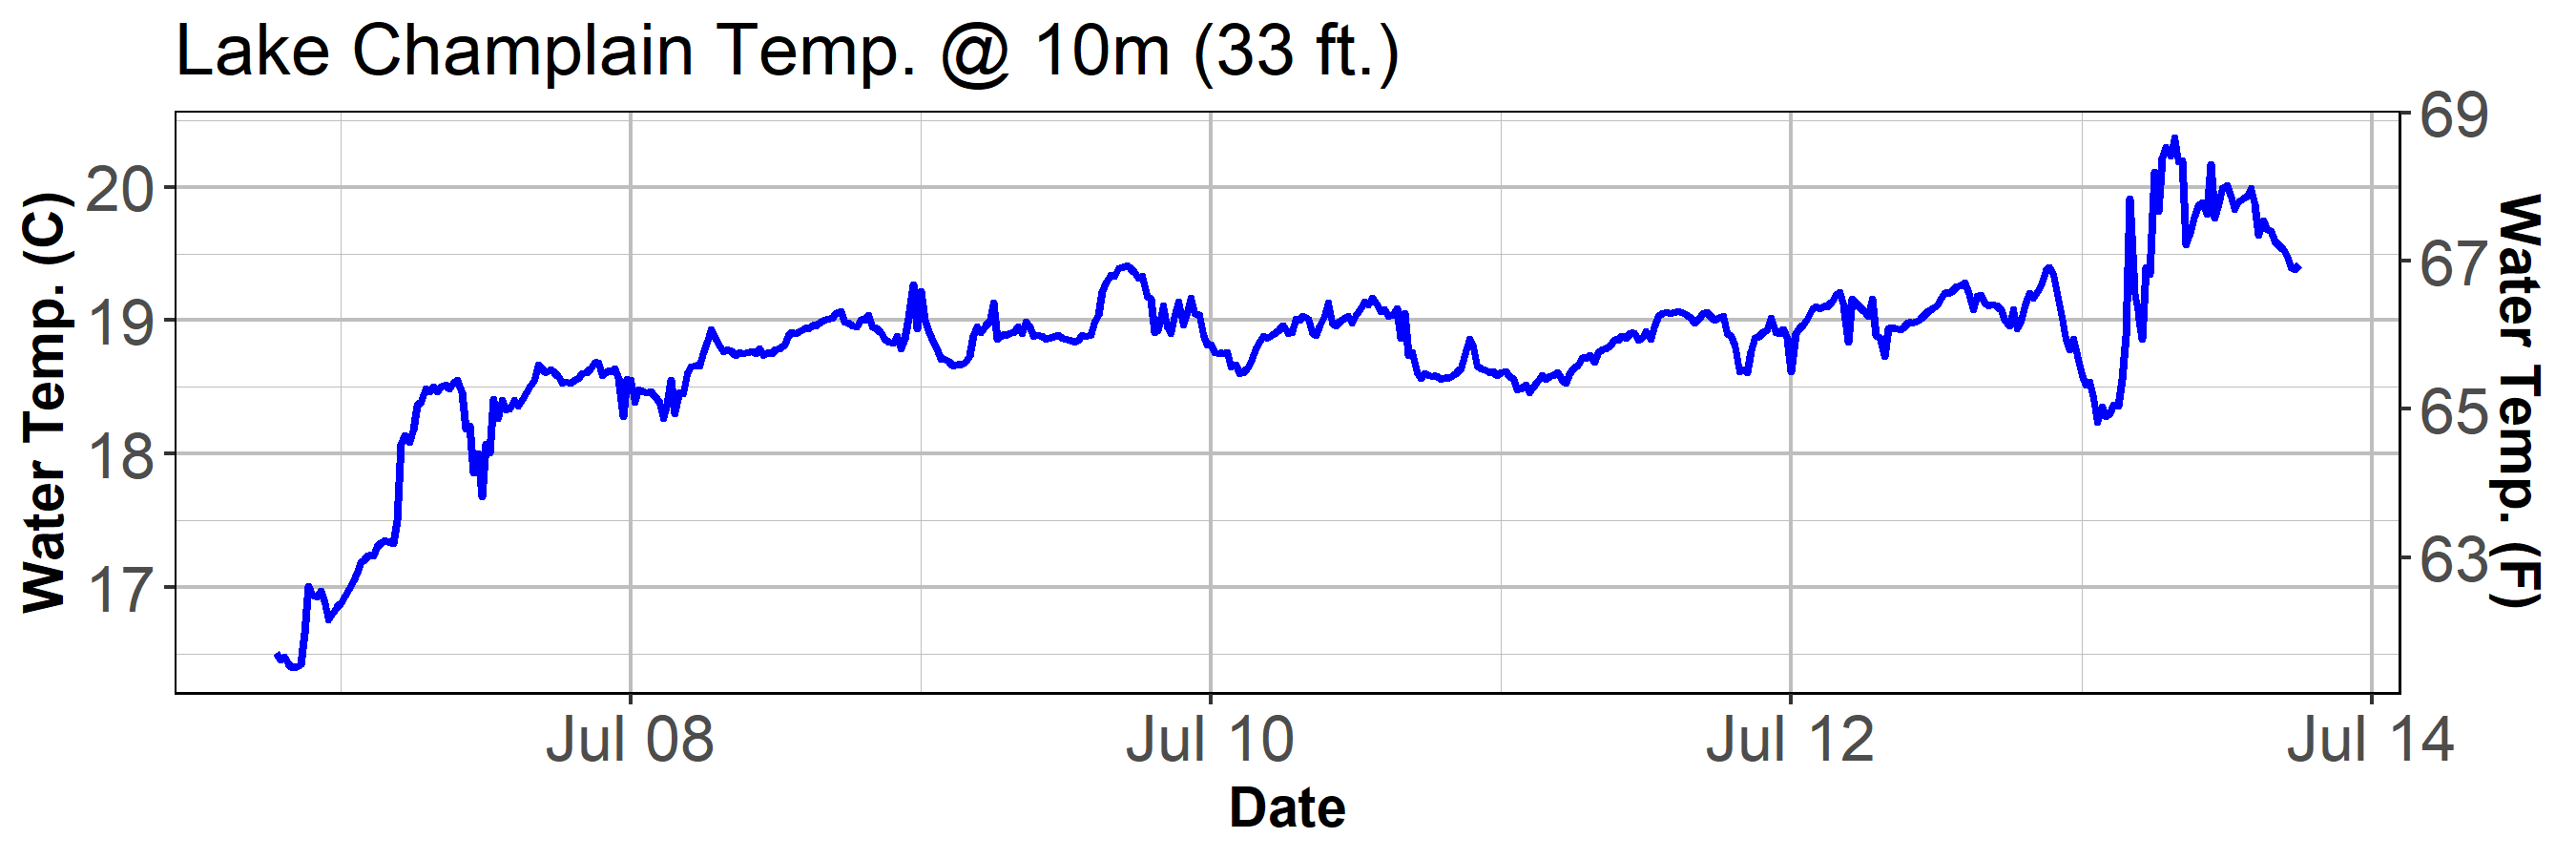 Lake Champlain Temp. @ 10m (33 ft.)
Water Temp. (C)
20
19
18
17
69
67
65
63
Water Temp. (F)
Jul 08
Jul 10
Jul 12
Jul 14
Date